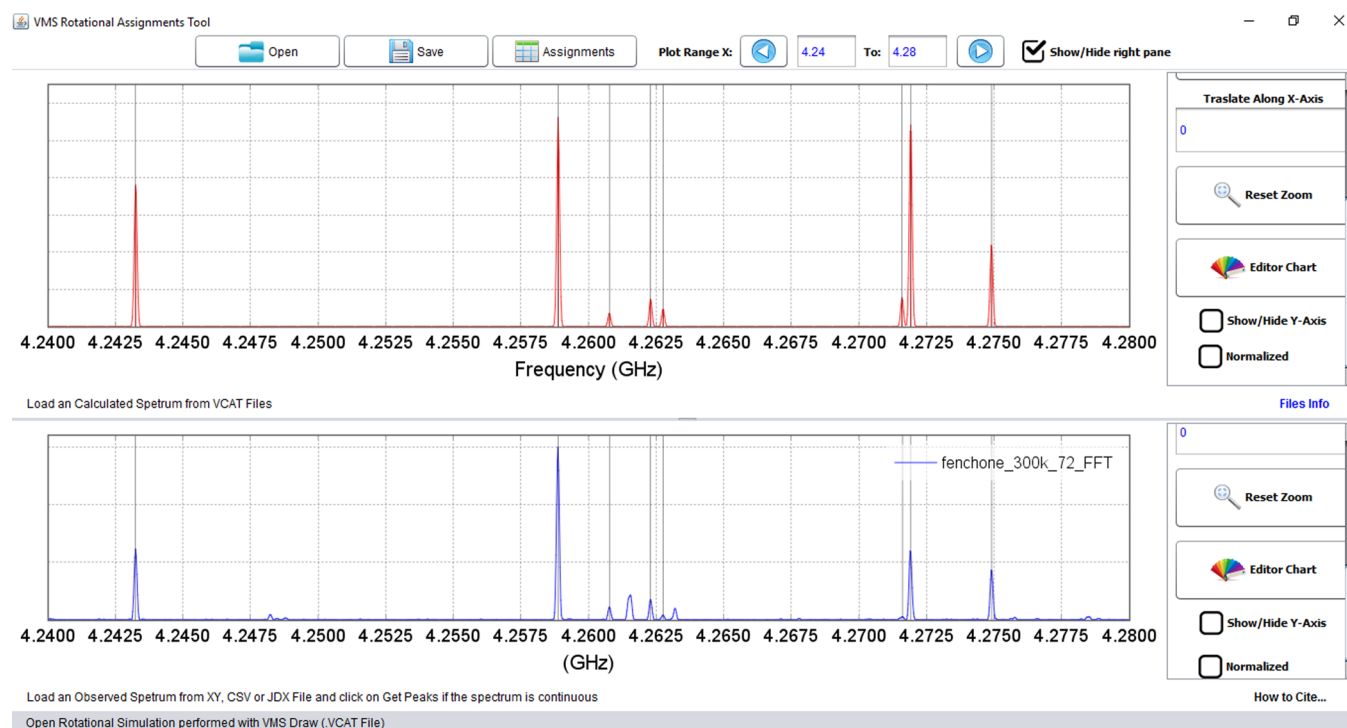 VMS Rotational Assignments Tool
Open Save Assignments Plot Range X: 4.24 To: 4.28 Show/Hide right pane
Traslate Along X-Axis
0
Reset Zoom
Editor Chart
Show/Hide Y-Axis
Normalized
4.2400 4.2425 4.2450 4.2475 4.2500 4.2525 4.2550 4.2575 4.2600 4.2625 4.2650 4.2675 4.2700 4.2725 4.2750 4.2775 4.2800
Frequency (GHz)
Load an Calculated Spetrum from VCAT Files Files Info
0
fenchone_300k_72_FFT
Reset Zoom
Editor Chart
Show/Hide Y-Axis
Normalized
4.2400 4.2425 4.2450 4.2475 4.2500 4.2525 4.2550 4.2575 4.2600 4.2625 4.2650 4.2675 4.2700 4.2725 4.2750 4.2775 4.2800
(GHz)
Load an Observed Spetrum from XY, CSV or JDX File and click on Get Peaks if the spectrum is continuous How to Cite...
Open Rotational Simulation performed with VMS Draw (.VCAT File)